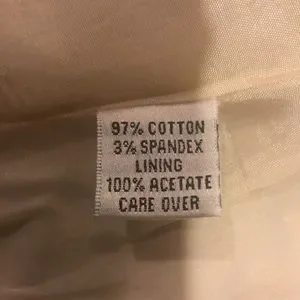 97% COTTON
3% SPANDEX
LINING
100% ACETATE
CARE OVER